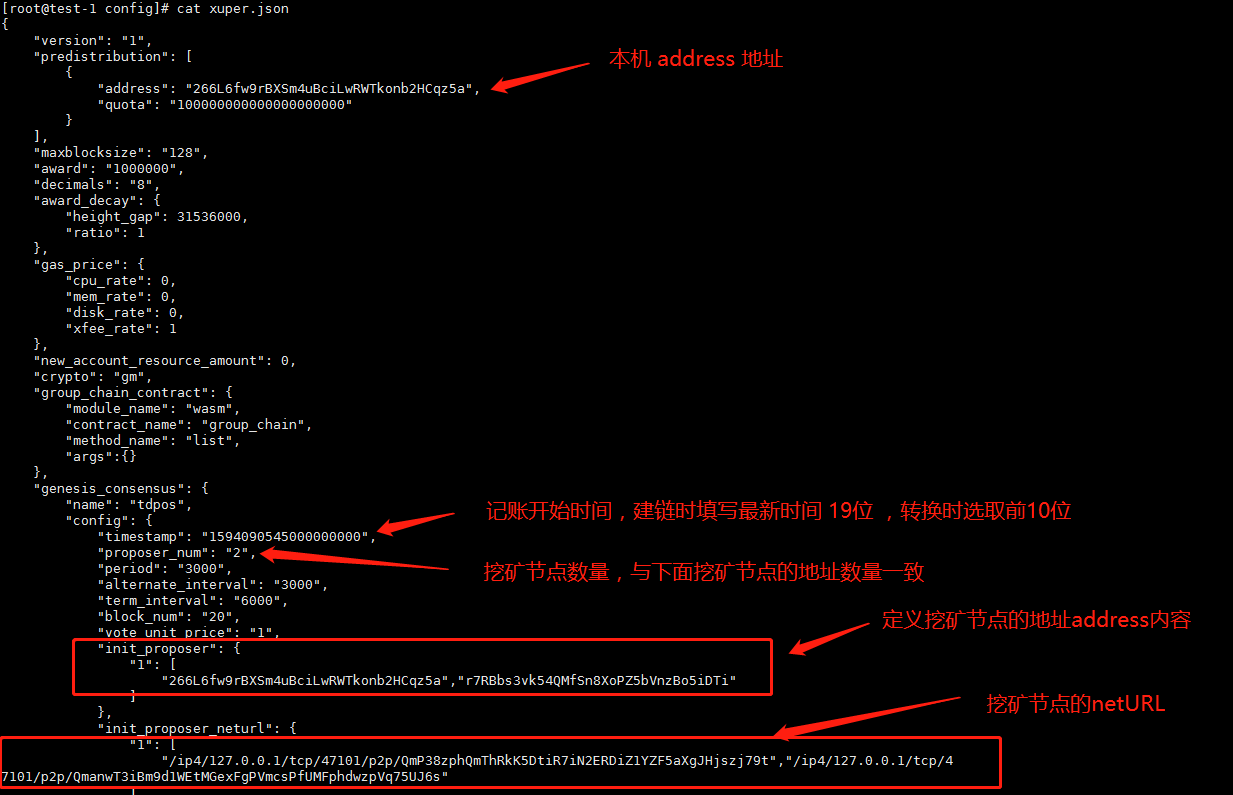 [root@test-1 config]# cat xuper.json
{
    "version": "1",
    "predistribution": [
        {
本机 address 地址
            "address": "266L6fw9rBXSm4uBciLwRWTkonb2HCqz5a",
            "quota": "100000000000000000000"
        }
    ],
    "maxblocksize": "128",
    "award": "1000000",
    "decimals": "8",
    "award_decay": {
        "height_gap": 31536000,
        "ratio": 1
    },
    "gas_price": {
        "cpu_rate": 0,
        "mem_rate": 0,
        "disk_rate": 0,
        "xfee_rate": 1
    },
    "new_account_resource_amount": 0,
    "crypto": "gm",
    "group_chain_contract": {
        "module_name": "wasm",
        "contract_name": "group_chain",
        "method_name": "list",
        "args":{}
    },
    "genesis_consensus": {
        "name": "tdpos",
        "config": {
记账开始时间，建链时填写最新时间 19位 ，转换时选取前10位
            "timestamp": "1594090545000000000",
            "proposer_num": "2",
挖矿节点数量，与下面挖矿节点的地址数量一致
            "period": "3000",
            "alternate_interval": "3000",
            "term_interval": "6000",
            "block_num": "20",
            "vote_unit_price": "1",
定义挖矿节点的地址address内容
            "init_proposer": {
                "1": [
                    "266L6fw9rBXSm4uBciLwRWTkonb2HCqz5a","r7RBbs3vk54QMfSn8XoPZ5bVnzBo5iDTi"
                ]
            },
挖矿节点的netURL
            "init_proposer_neturl": {
                "1": [
                    "/ip4/127.0.0.1/tcp/47101/p2p/QmP38zphQmThRkK5DtiR7iN2ERDiZ1YZF5aXgJHjszj79t","/ip4/127.0.0.1/tcp/4
7101/p2p/QmanwT3iBm9d1WEtMGexFgPVmcsPfUMFphdwzpVq75UJ6s"